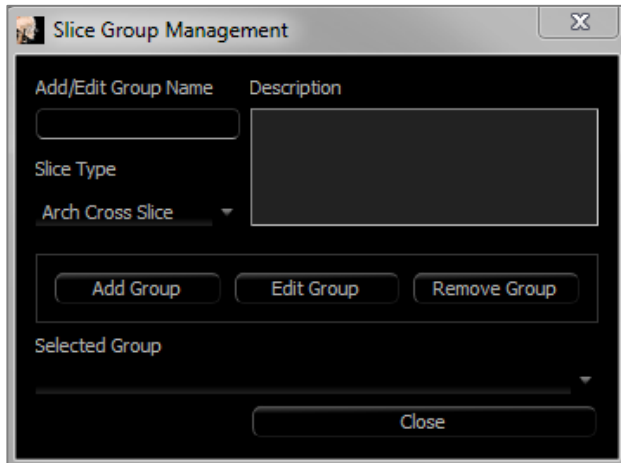 Slice Group Management
Add/Edit Group Name Description
Slice Type
Arch Cross Slice
Add Group Edit Group Remove Group
Selected Group
Close